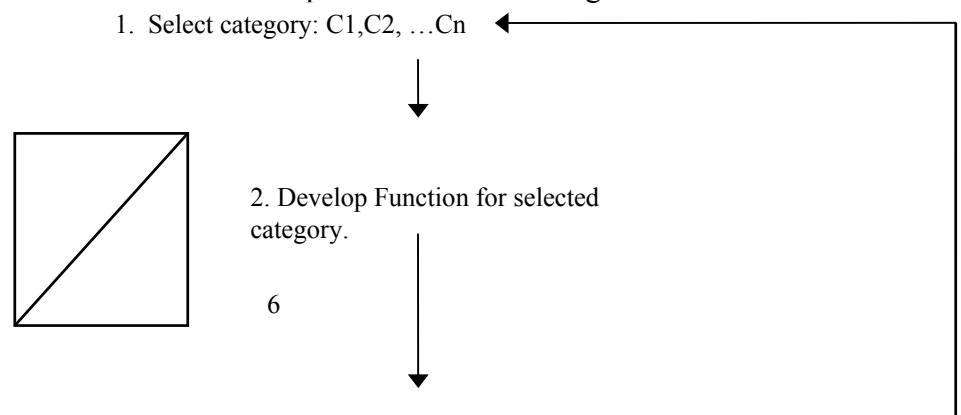 1. Select category: C1,C2, …Cn
2. Develop Function for selected
category.
6